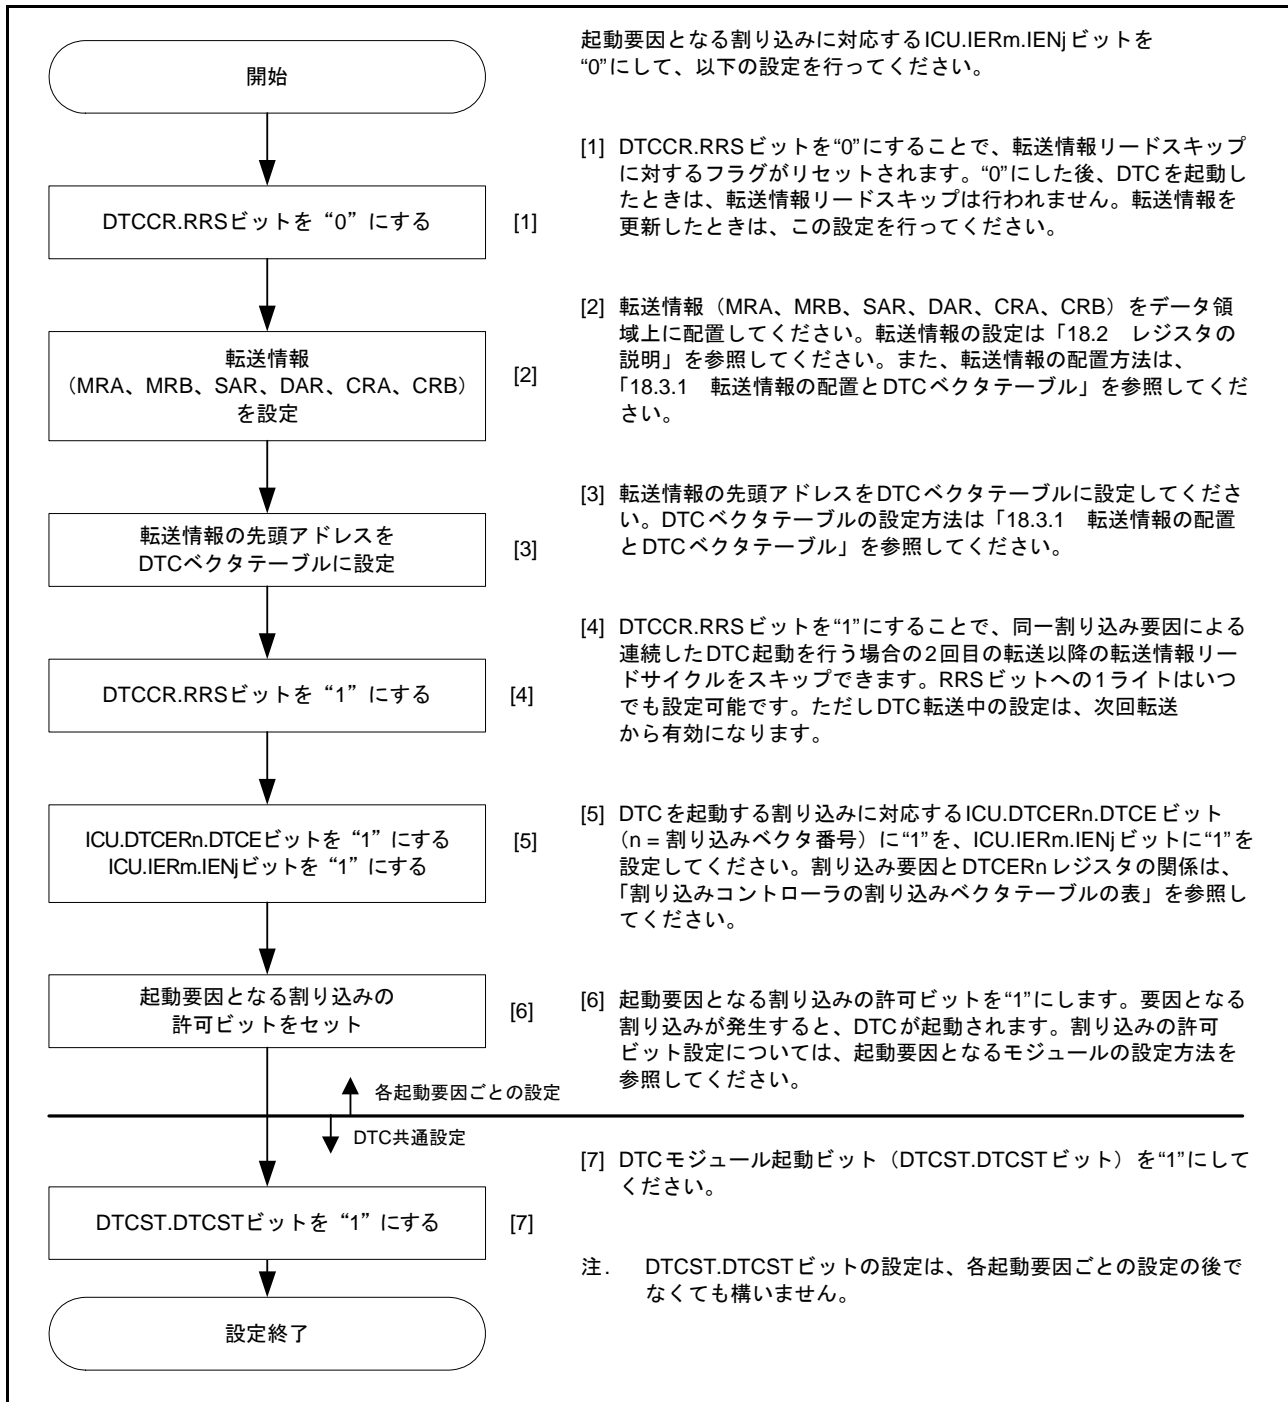 開始
起動要因となる割り込みに対応するICU.IERm.IENjビットを
“0”にして、以下の設定を行ってください。
DTCCR.RRSビットを“0”にする
[1]
[1] DTCCR.RRSビットを“0”にすることで、転送情報リードスキップ
に対するフラグがリセットされます。“0”にした後、DTCを起動し
たときは、転送情報リードスキップは行われません。転送情報を
更新したときは、この設定を行ってください。
転送情報
（MRA、MRB、SAR、DAR、CRA、CRB）
を設定
[2]
[2] 転送情報（MRA、MRB、SAR、DAR、CRA、CRB）をデータ領
域上に配置してください。転送情報の設定は「18.2　レジスタの
説明」を参照してください。また、転送情報の配置方法は、
「18.3.1　転送情報の配置とDTCベクタテーブル」を参照してくだ
さい。
転送情報の先頭アドレスを
DTCベクタテーブルに設定
[3]
[3] 転送情報の先頭アドレスをDTCベクタテーブルに設定してくださ
い。DTCベクタテーブルの設定方法は「18.3.1　転送情報の配置
とDTCベクタテーブル」を参照してください。
DTCCR.RRSビットを“1”にする
[4]
[4] DTCCR.RRSビットを“1”にすることで、同一割り込み要因による
連続したDTC起動を行う場合の2回目の転送以降の転送情報リー
ドサイクルをスキップできます。RRSビットへの1ライトはいつ
でも設定可能です。ただしDTC転送中の設定は、次回転送
から有効になります。
ICU.DTCERn.DTCEビットを“1”にする
ICU.IERm.IENjビットを“1”にする
[5]
[5] DTCを起動する割り込みに対応するICU.DTCERn.DTCEビット
（n = 割り込みベクタ番号）に“1”を、ICU.IERm.IENjビットに“1”を
設定してください。割り込み要因とDTCERnレジスタの関係は、
「割り込みコントローラの割り込みベクタテーブルの表」を参照し
てください。
起動要因となる割り込みの
許可ビットをセット
[6]
[6] 起動要因となる割り込みの許可ビットを“1”にします。要因となる
割り込みが発生すると、DTCが起動されます。割り込みの許可
ビット設定については、起動要因となるモジュールの設定方法を
参照してください。
各起動要因ごとの設定
DTC共通設定
DTCST.DTCSTビットを“1”にする
[7]
[7] DTCモジュール起動ビット（DTCST.DTCSTビット）を“1”にして
ください。
注．　DTCST.DTCSTビットの設定は、各起動要因ごとの設定の後で
なくても構いません。
設定終了